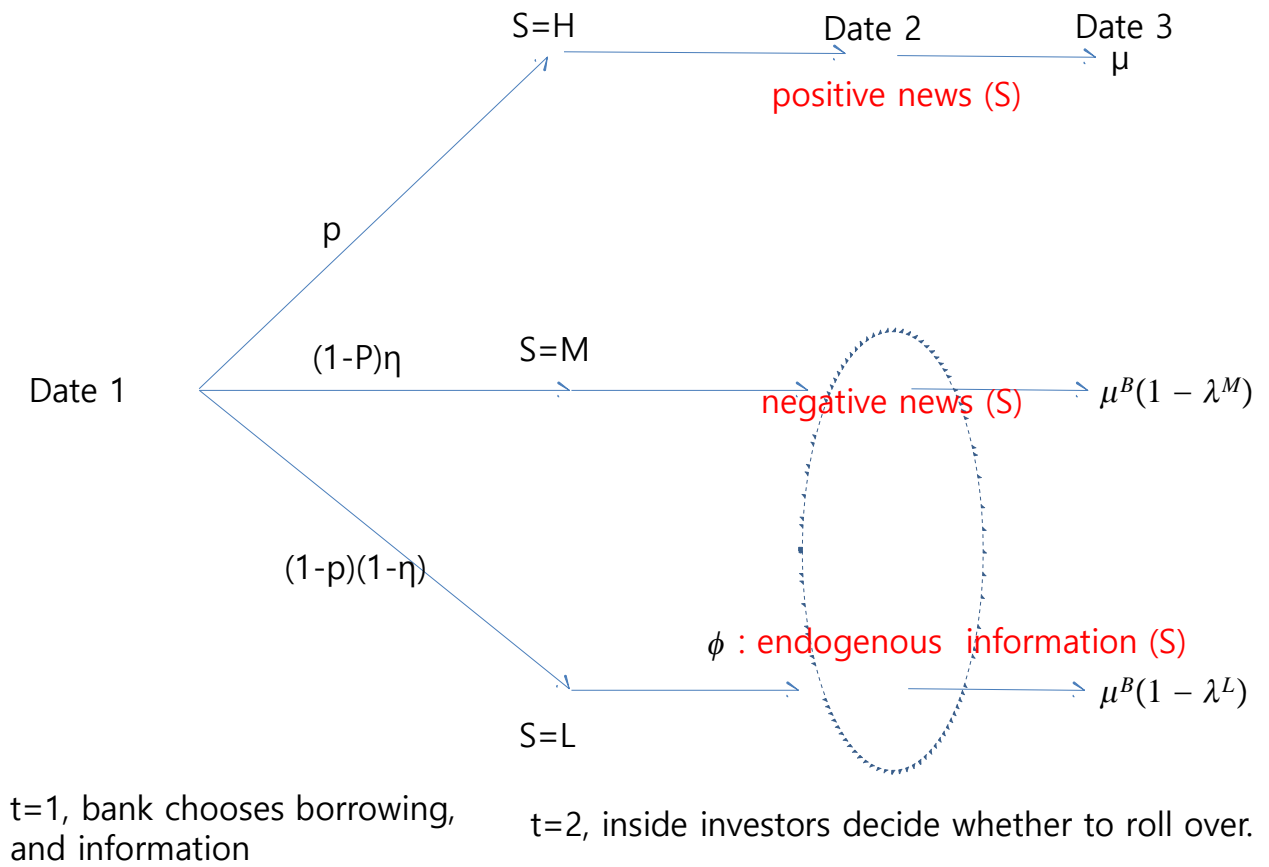 S=H
Date 2
Date 3
μ
positive news (S)
p
(1-P)η
S=M
Date 1
negative news (S)
μ^B(1 − λ^M)
(1-p)(1-η)
ϕ : endogenous information (S)
μ^B(1 − λ^L)
S=L
t=1, bank chooses borrowing,
and information
t=2, inside investors decide whether to roll over.